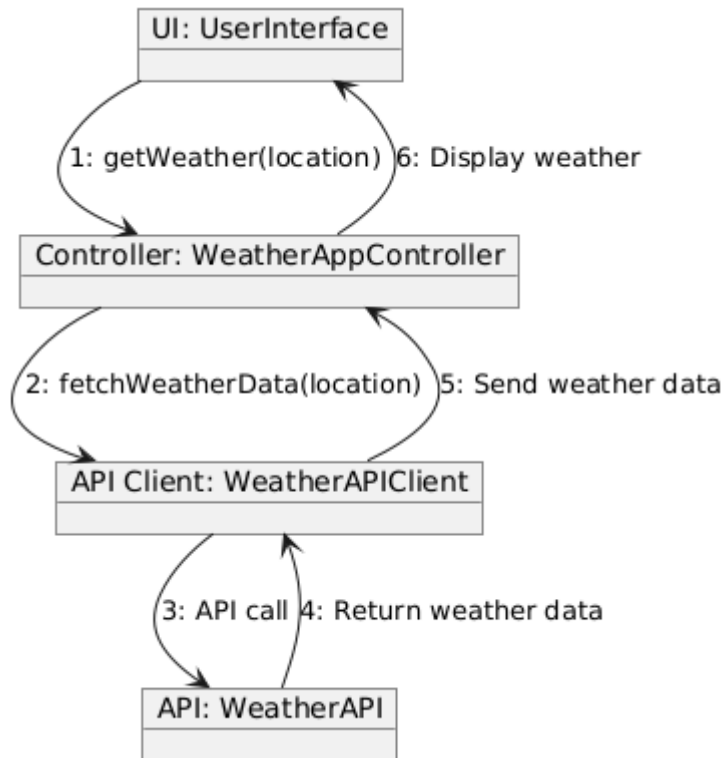 UI: UserInterface
1: getWeather(location)
6: Display weather
Controller: WeatherAppController
2: fetchWeatherData(location)
5: Send weather data
API Client: WeatherAPIClient
3: API call
4: Return weather data
API: WeatherAPI